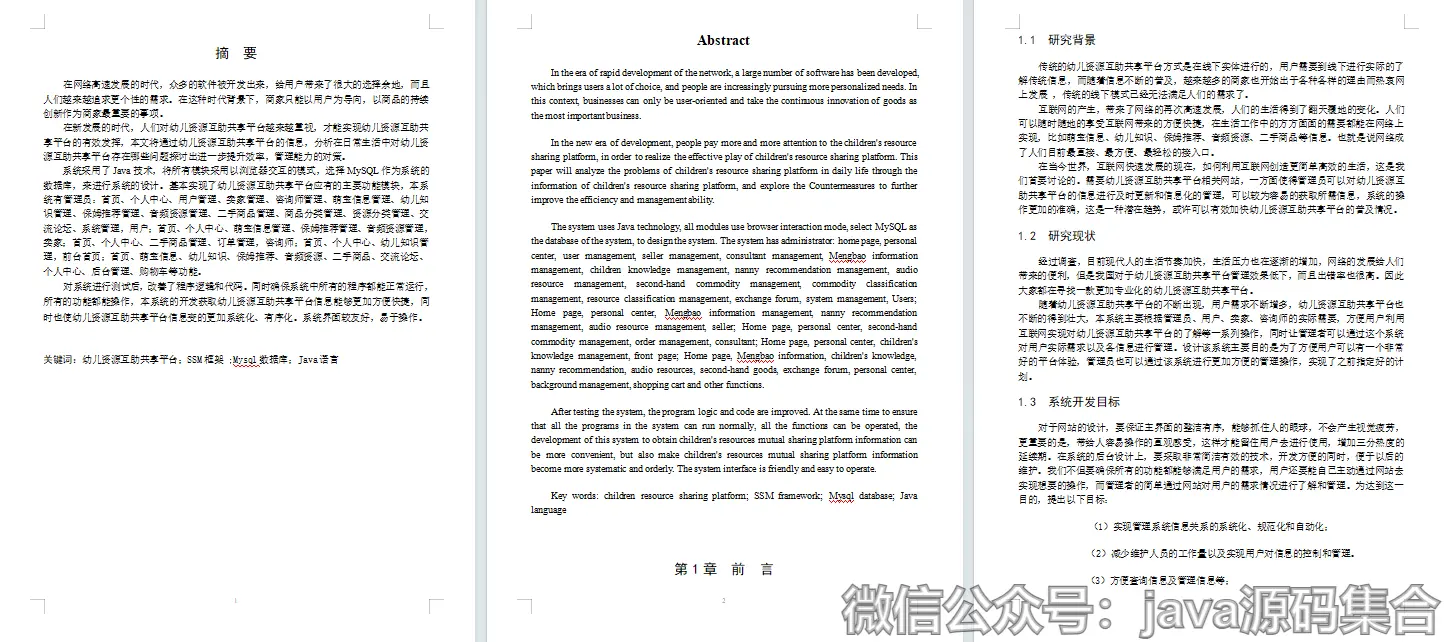 摘 要
在网络高速发展的时代，众多的软件被开发出来，给用户带来了很大的选择余地，而且
人们越来越追求更个性的需求。在这种时代背景下，商家只能以用户为导向，以商品的持续
创新作为商家最重要的事项。
在新发展的时代，人们对幼儿资源互助共享平台越来越重视，才能实现幼儿资源互助共
享平台的有效发挥，本文将通过幼儿资源互助共享平台的信息，分析在日常生活中对幼儿资
源互助共享平台存在哪些问题探讨出进一步提升效率，管理能力的对策。
系统采用了 Java 技术，将所有模块采用以浏览器交互的模式，选择 MySQL 作为系统的
数据库，来进行系统的设计。基本实现了幼儿资源互助共享平台应有的主要功能模块，本系
统有管理员：首页、个人中心、用户管理、卖家管理、咨询师管理、萌宝信息管理、幼儿知
识管理、保姆推荐管理、音频资源管理、二手商品管理、商品分类管理、资源分类管理、交
流论坛、系统管理，用户；首页、个人中心、萌宝信息管理、保姆推荐管理、音频资源管理，
卖家；首页、个人中心、二手商品管理、订单管理，咨询师；首页、个人中心、幼儿知识管
理，前台首页；首页、萌宝信息、幼儿知识、保姆推荐、音频资源、二手商品、交流论坛、
个人中心、后台管理、购物车等功能。
对系统进行测试后，改善了程序逻辑和代码。同时确保系统中所有的程序都能正常运行，
所有的功能都能操作，本系统的开发获取幼儿资源互助共享平台信息能够更加方便快捷，同
时也使幼儿资源互助共享平台信息变的更加系统化、有序化。系统界面较友好，易于操作。
关键词：幼儿资源互助共享平台；SSM 框架 ;Mysql 数据库；Java 语言
1
Abstract
In the era of rapid development of the network, a large number of software has been developed,
which brings users a lot of choice, and people are increasingly pursuing more personalized needs. In
this context, businesses can only be user-oriented and take the continuous innovation of goods as
the most important business.
In the new era of development, people pay more and more attention to the children's resource
sharing platform, in order to realize the effective play of children's resource sharing platform. This
paper will analyze the problems of children's resource sharing platform in daily life through the
information of children's resource sharing platform, and explore the Countermeasures to further
improve the efficiency and management ability.
The system uses Java technology, all modules use browser interaction mode, select MySQL as
the database of the system, to design the system. The system has administrator: home page, personal
center, user management, seller management, consultant management, Mengbao information
management, children knowledge management, nanny recommendation management, audio
resource management, second-hand commodity management, commodity classification
management, resource classification management, exchange forum, system management, Users;
Home page, personal center, Mengbao information management, nanny recommendation
management, audio resource management, seller; Home page, personal center, second-hand
commodity management, order management, consultant; Home page, personal center, children's
knowledge management, front page; Home page, Mengbao information, children's knowledge,
nanny recommendation, audio resources, second-hand goods, exchange forum, personal center,
background management, shopping cart and other functions.
After testing the system, the program logic and code are improved. At the same time to ensure
that all the programs in the system can run normally, all the functions can be operated, the
development of this system to obtain children's resources mutual sharing platform information can
be more convenient, but also make children's resources mutual sharing platform information
become more systematic and orderly. The system interface is friendly and easy to operate.
Key words: children resource sharing platform; SSM framework; Mysql database; Java
language
第 1 章 前 言
2
1.1 研究背景
传统的幼儿资源互助共享平台方式是在线下实体进行的，用户需要到线下进行实际的了
解传统信息，而随着信息不断的普及，越来越多的商家也开始出于各种各样的理由而热衷网
上发展 ，传统的线下模式已经无法满足人们的需求了。
互联网的产生，带来了网络的再次高速发展，人们的生活得到了翻天覆地的变化。人们
可以随时随地的享受互联网带来的方便快捷，在生活工作中的方方面面的需要都能在网络上
实现，比如萌宝信息、幼儿知识、保姆推荐、音频资源、二手商品等信息。也就是说网络成
了人们目前最直接、最方便、最轻松的接入口。
在当今世界，互联网快速发展的现在，如何利用互联网创造更简单高效的生活，这是我
们首要讨论的。需要幼儿资源互助共享平台相关网站，一方面使得管理员可以对幼儿资源互
助共享平台的信息进行及时更新和信息化的管理，可以较为容易的获取所需信息，系统的操
作更加的准确，这是一种潜在趋势，或许可以有效加快幼儿资源互助共享平台的普及情况。
1.2 研究现状
经过调查，目前现代人的生活节奏加快，生活压力也在逐渐的增加，网络的发展给人们
带来的便利，但是我国对于幼儿资源互助共享平台管理效果低下，而且出错率也很高。因此
大家都在寻找一款更加专业化的幼儿资源互助共享平台。
随着幼儿资源互助共享平台的不断出现，用户需求不断增多，幼儿资源互助共享平台也
不断的得到壮大，本系统主要根据管理员、用户、卖家、咨询师的实际需要，方便用户利用
互联网实现对幼儿资源互助共享平台的了解等一系列操作，同时让管理者可以通过这个系统
对用户实际需求以及各信息进行管理。设计该系统主要目的是为了方便用户可以有一个非常
好的平台体验，管理员也可以通过该系统进行更加方便的管理操作，实现了之前指定好的计
划。
1.3 系统开发目标
对于网站的设计，要保证主界面的整洁有序，能够抓住人的眼球，不会产生视觉疲劳，
更重要的是，带给人容易操作的直观感受，这样才能留住用户去进行使用，增加三分热度的
延续期。在系统的后台设计上，要采取非常简洁有效的技术，开发方便的同时，便于以后的
维护。我们不但要确保所有的功能都能够满足用户的需求，用户还要能自己主动通过网站去
实现想要的操作，而管理者的简单通过网站对用户的需求情况进行了解和管理。为达到这一
目的，提出以下目标：
（1）实现管理系统信息关系的系统化、规范化和自动化；
（2）减少维护人员的工作量以及实现用户对信息的控制和管理。
（3）方便查询信息及管理信息等；
微信公众号：java源码集合